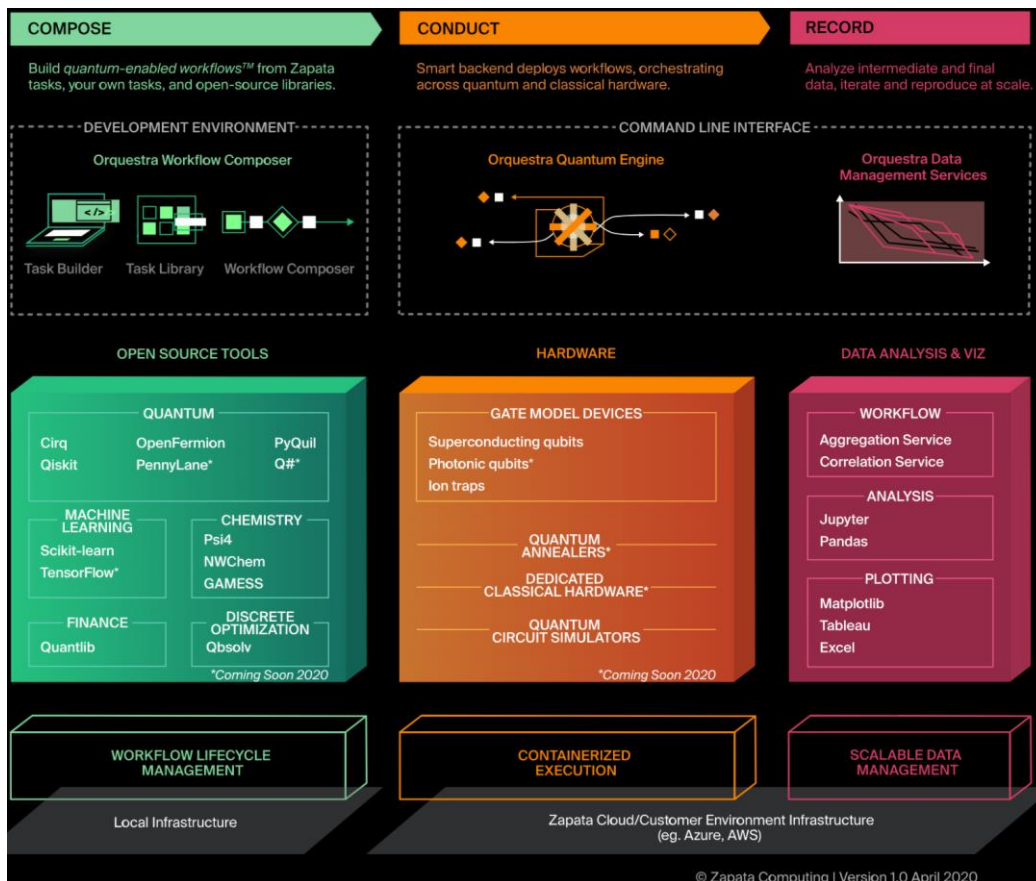 COMPOSE
Build quantum-enabled workflows™ from Zapata
tasks, your own tasks, and open-source libraries.
CONDUCT
Smart backend deploys workflows, orchestrating
across quantum and classical hardware.
RECORD
Analyze intermediate and final
data, iterate and reproduce at scale.
DEVELOPMENT ENVIRONMENT
Orquestra Workflow Composer
</>
Task Builder
Task Library
Workflow Composer
COMMAND LINE INTERFACE
Orquestra Quantum Engine
Orquestra Data
Management Services
OPEN SOURCE TOOLS
QUANTUM
Cirq
OpenFermion
PyQuil
Qiskit
PennyLane*
Q#*
MACHINE
LEARNING
Scikit-learn
TensorFlow*
CHEMISTRY
Psi4
NWChem
GAMESS
FINANCE
Quantlib
DISCRETE
OPTIMIZATION
Qbsolv
*Coming Soon 2020
HARDWARE
GATE MODEL DEVICES
Superconducting qubits
Photonic qubits*
Ion traps
QUANTUM
ANNEALERS*
DEDICATED
CLASSICAL HARDWARE*
QUANTUM
CIRCUIT SIMULATORS
*Coming Soon 2020
DATA ANALYSIS & VIZ
WORKFLOW
Aggregation Service
Correlation Service
ANALYSIS
Jupyter
Pandas
PLOTTING
Matplotlib
Tableau
Excel
WORKFLOW LIFECYCLE
MANAGEMENT
CONTAINERIZED
EXECUTION
SCALABLE DATA
MANAGEMENT
Local Infrastructure
Zapata Cloud/Customer Environment Infrastructure
(eg. Azure, AWS)
© Zapata Computing | Version 1.0 April 2020